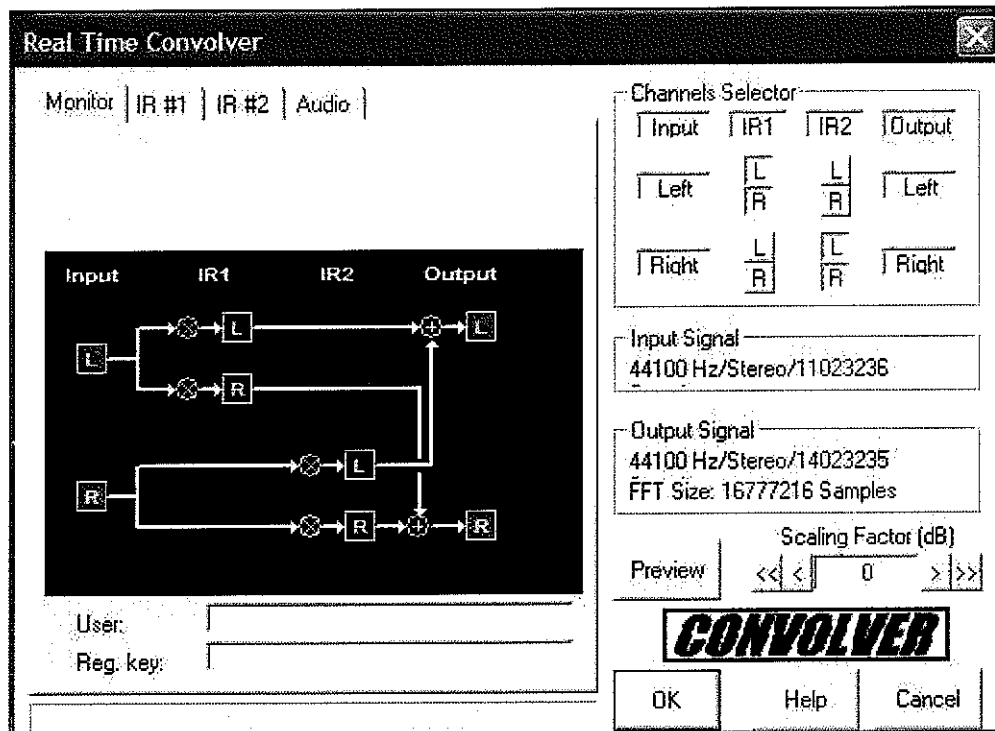 Real Time Convolver
Monitor IR #1 IR #2 Audio
Input IR1 IR2 Output
L L L
R
R L
R R
User:
Reg. key:
Channels Selector
Input IR1 IR2 Output
Left L R L R Left
Right L R L R Right
Input Signal
44100 Hz/Stereo/11023236
Output Signal
44100 Hz/Stereo/14023235
FFT Size: 16777216 Samples
Scaling Factor (dB)
Preview << < 0 > >>
CONVOLVER
OK Help Cancel